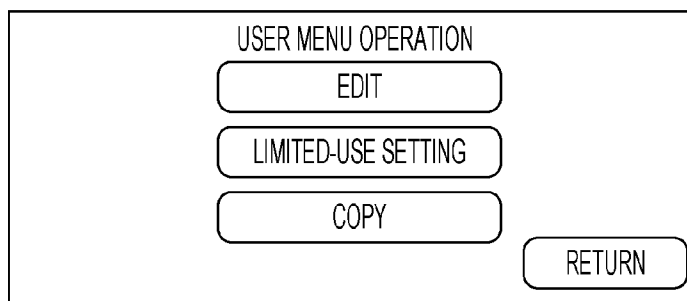 USER MENU OPERATION
EDIT
LIMITED-USE SETTING
COPY
RETURN